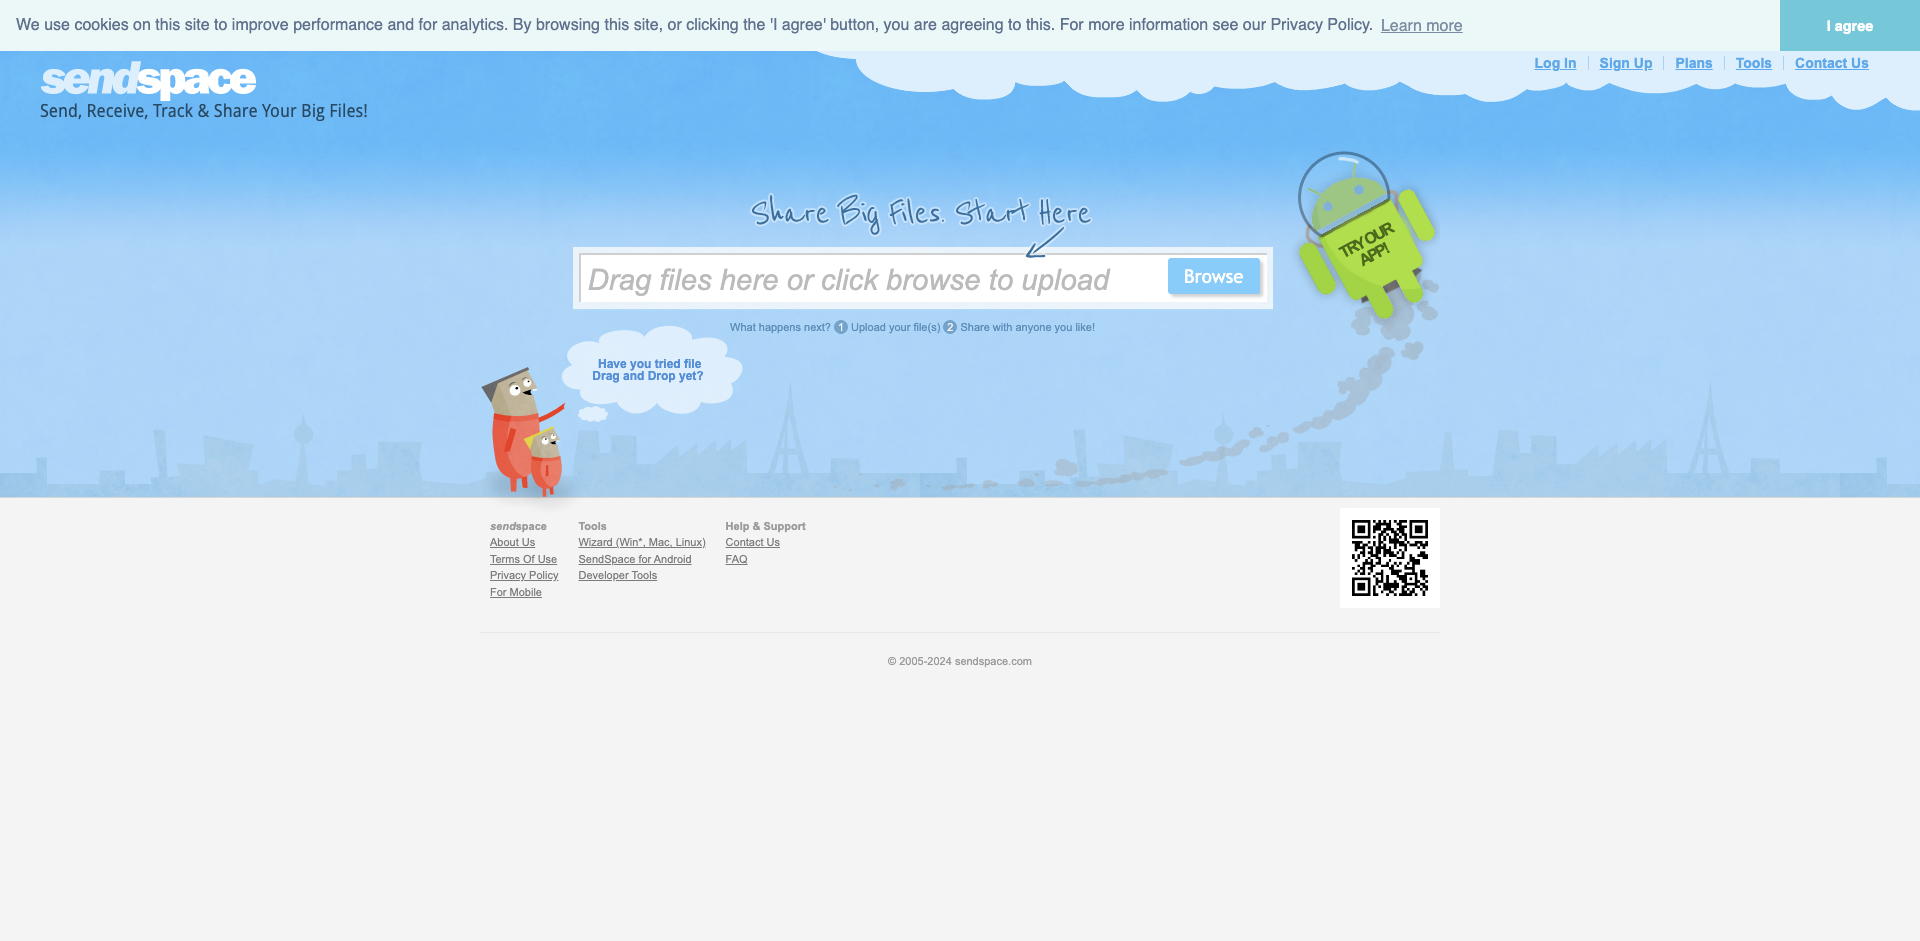 We use cookies on this site to improve performance and for analytics. By browsing this site, or clicking the 'I agree' button, you are agreeing to this. For more information see our Privacy Policy. Learn more
I agree
sendspace
Send, Receive, Track & Share Your Big Files!
Log In
Sign Up
Plans
Tools
Contact Us
Share Big Files. Start Here
Drag files here or click browse to upload
Browse
TRY OUR
APP!
What happens next? 1 Upload your file(s) 2 Share with anyone you like!
Have you tried file
Drag and Drop yet?
sendspace
About Us
Terms Of Use
Privacy Policy
For Mobile
Tools
Wizard (Win*, Mac, Linux)
SendSpace for Android
Developer Tools
Help & Support
Contact Us
FAQ
© 2005-2024 sendspace.com